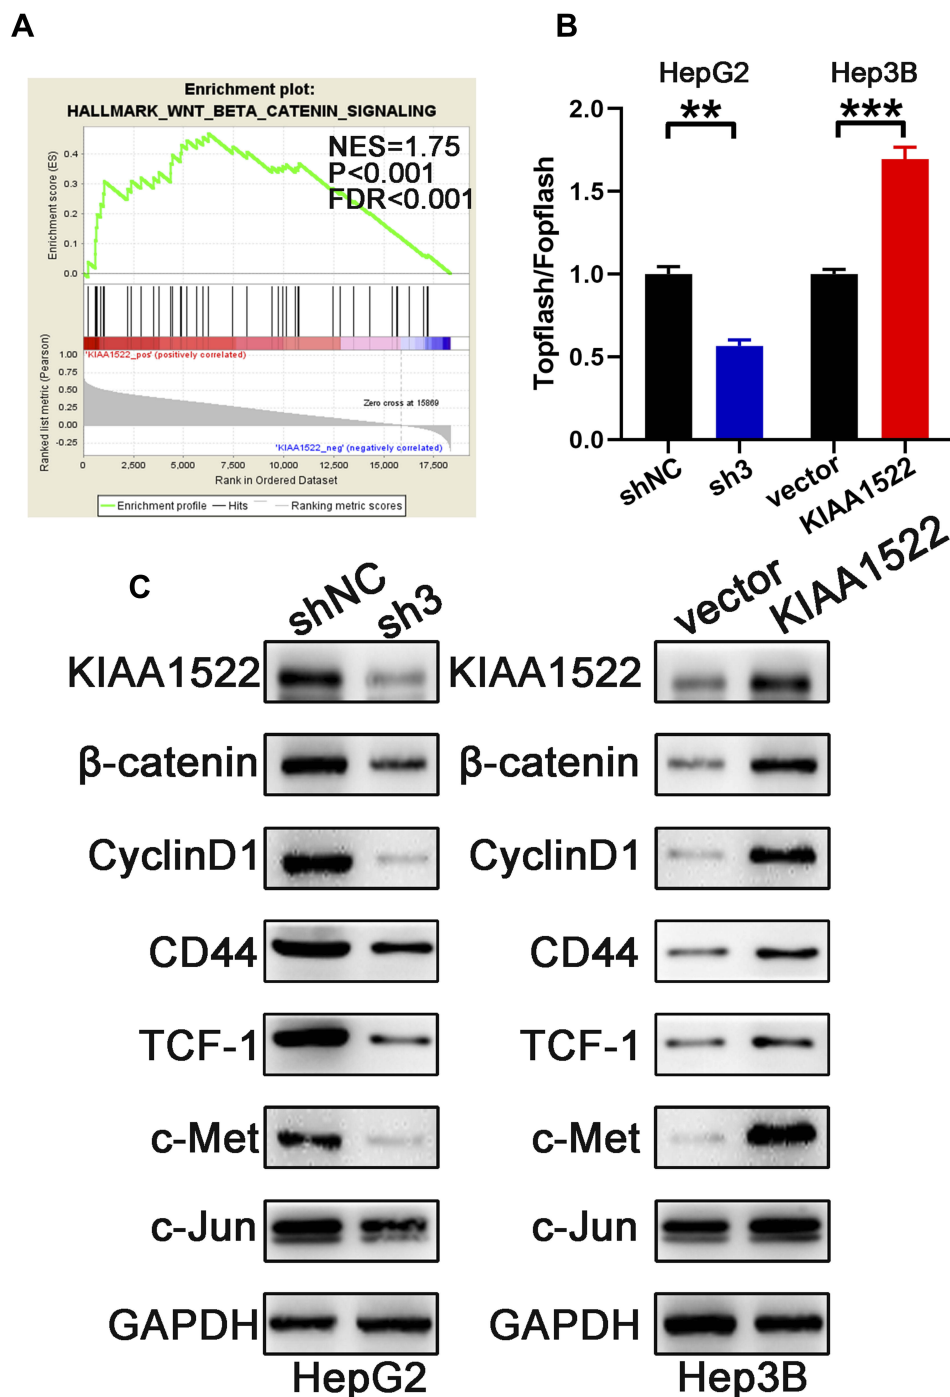 A
Enrichment plot:
HALLMARK_WNT_BETA_CATENIN_SIGNALING
NES=1.75
P<0.001
FDR<0.001
Enrichment score (ES)
0.4
0.3
0.2
0.1
0.0
Ranked list metric (Pearson)
1.00
0.75
0.50
0.25
0.00
-0.25
'KIAA1522_pos' (positively correlated)
Zero cross at 15869
'KIAA1522_neg' (negatively correlated)
0 2,500 5,000 7,500 10,000 12,500 15,000 17,500
Rank in Ordered Dataset
Enrichment profile Hits Ranking metric scores
B
HepG2 Hep3B
** ***
Topflash/Fopflash
2.0
1.5
1.0
0.5
0.0
shNC sh3 vector KIAA1522
C
shNC sh3 vector KIAA1522
KIAA1522 KIAA1522
β-catenin β-catenin
CyclinD1 CyclinD1
CD44 CD44
TCF-1 TCF-1
c-Met c-Met
c-Jun c-Jun
GAPDH GAPDH
HepG2 Hep3B